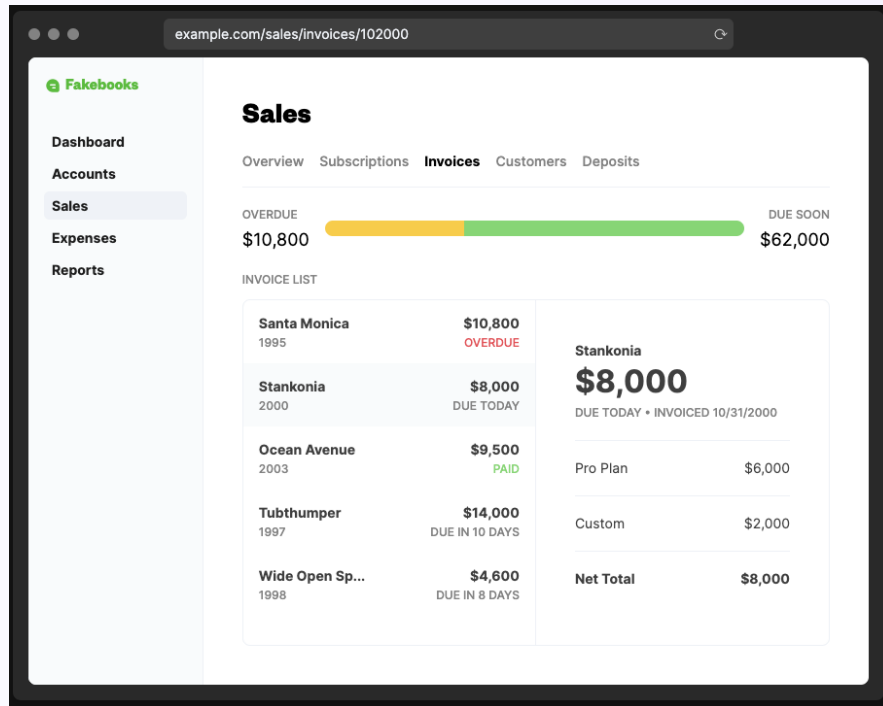 example.com/sales/invoices/102000
Fakebooks
Dashboard
Accounts
Sales
Expenses
Reports
Sales
Overview Subscriptions Invoices Customers Deposits
OVERDUE
$10,800
DUE SOON
$62,000
INVOICE LIST
Santa Monica $10,800
1995 OVERDUE
Stankonia $8,000
2000 DUE TODAY
Ocean Avenue $9,500
2003 PAID
Tubthumper $14,000
1997 DUE IN 10 DAYS
Wide Open Sp... $4,600
1998 DUE IN 8 DAYS
Stankonia
$8,000
DUE TODAY • INVOICED 10/31/2000
Pro Plan $6,000
Custom $2,000
Net Total $8,000